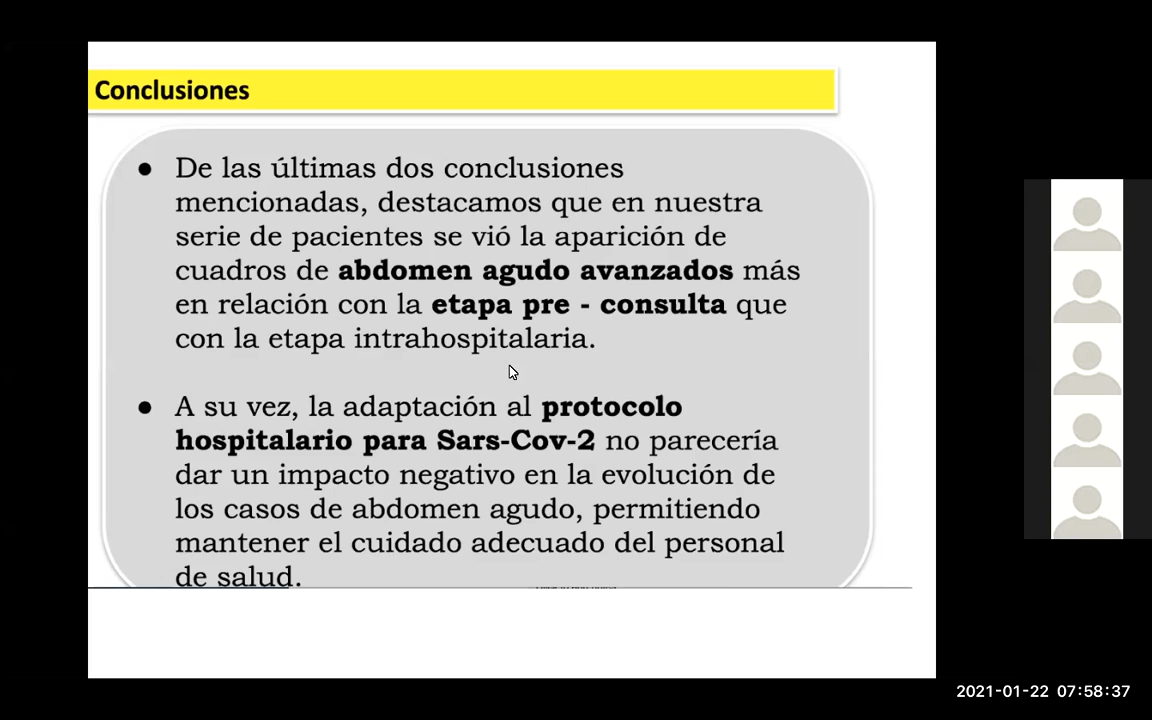 Conclusiones
● De las últimas dos conclusiones
mencionadas, destacamos que en nuestra
serie de pacientes se vió la aparición de
cuadros de abdomen agudo avanzados más
en relación con la etapa pre - consulta que
con la etapa intrahospitalaria.
● A su vez, la adaptación al protocolo
hospitalario para Sars-Cov-2 no parecería
dar un impacto negativo en la evolución de
los casos de abdomen agudo, permitiendo
mantener el cuidado adecuado del personal
de salud.
2021-01-22 07:58:37